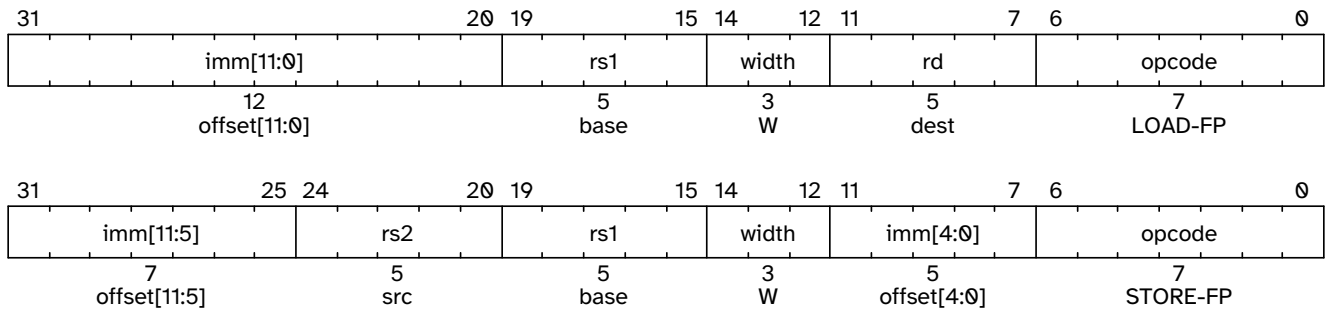 31 20 19 15 14 12 11 7 6 0
imm[11:0] rs1 width rd opcode
12 5 3 5 7
offset[11:0] base W dest LOAD-FP
31 25 24 20 19 15 14 12 11 7 6 0
imm[11:5] rs2 rs1 width imm[4:0] opcode
7 5 5 3 5 7
offset[11:5] src base W offset[4:0] STORE-FP